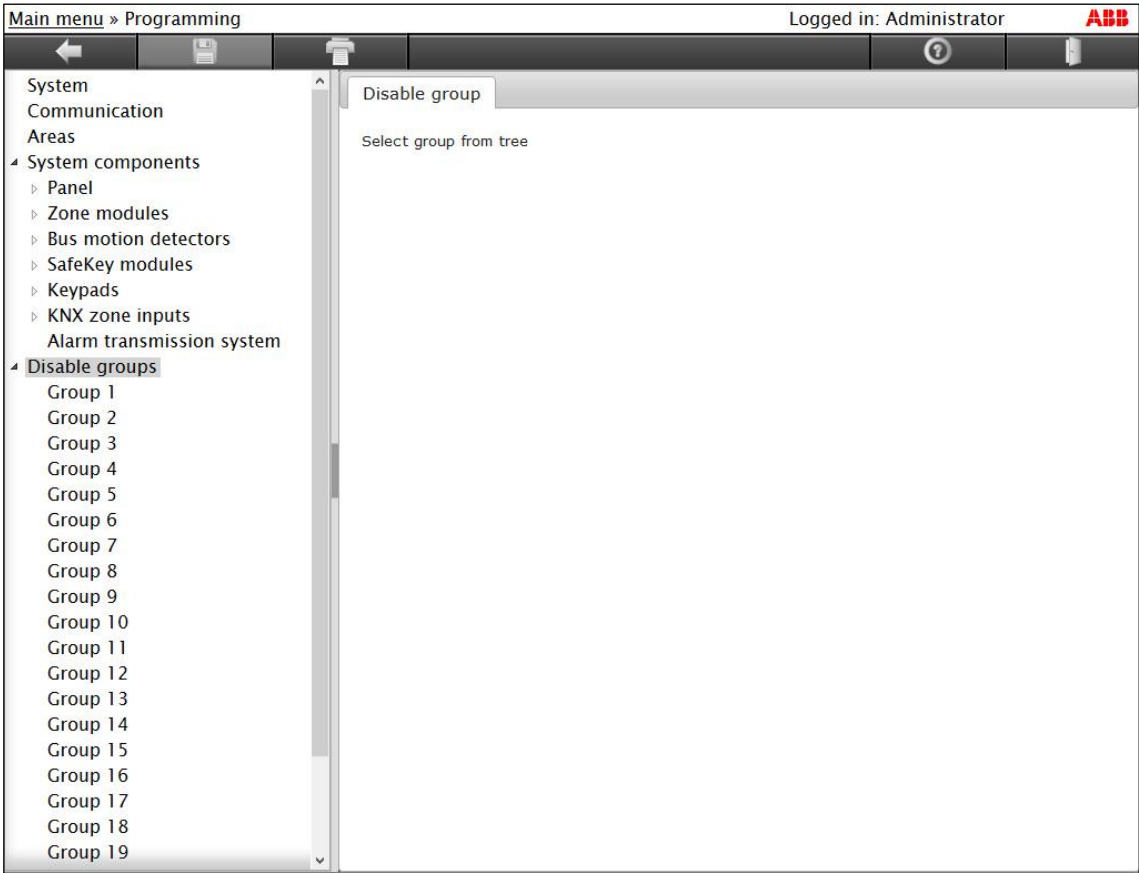 Main menu » Programming
Logged in: Administrator
ABB
System
Communication
Areas
System components
Panel
Zone modules
Bus motion detectors
SafeKey modules
Keypads
KNX zone inputs
Alarm transmission system
Disable groups
Group 1
Group 2
Group 3
Group 4
Group 5
Group 6
Group 7
Group 8
Group 9
Group 10
Group 11
Group 12
Group 13
Group 14
Group 15
Group 16
Group 17
Group 18
Group 19
Disable group
Select group from tree